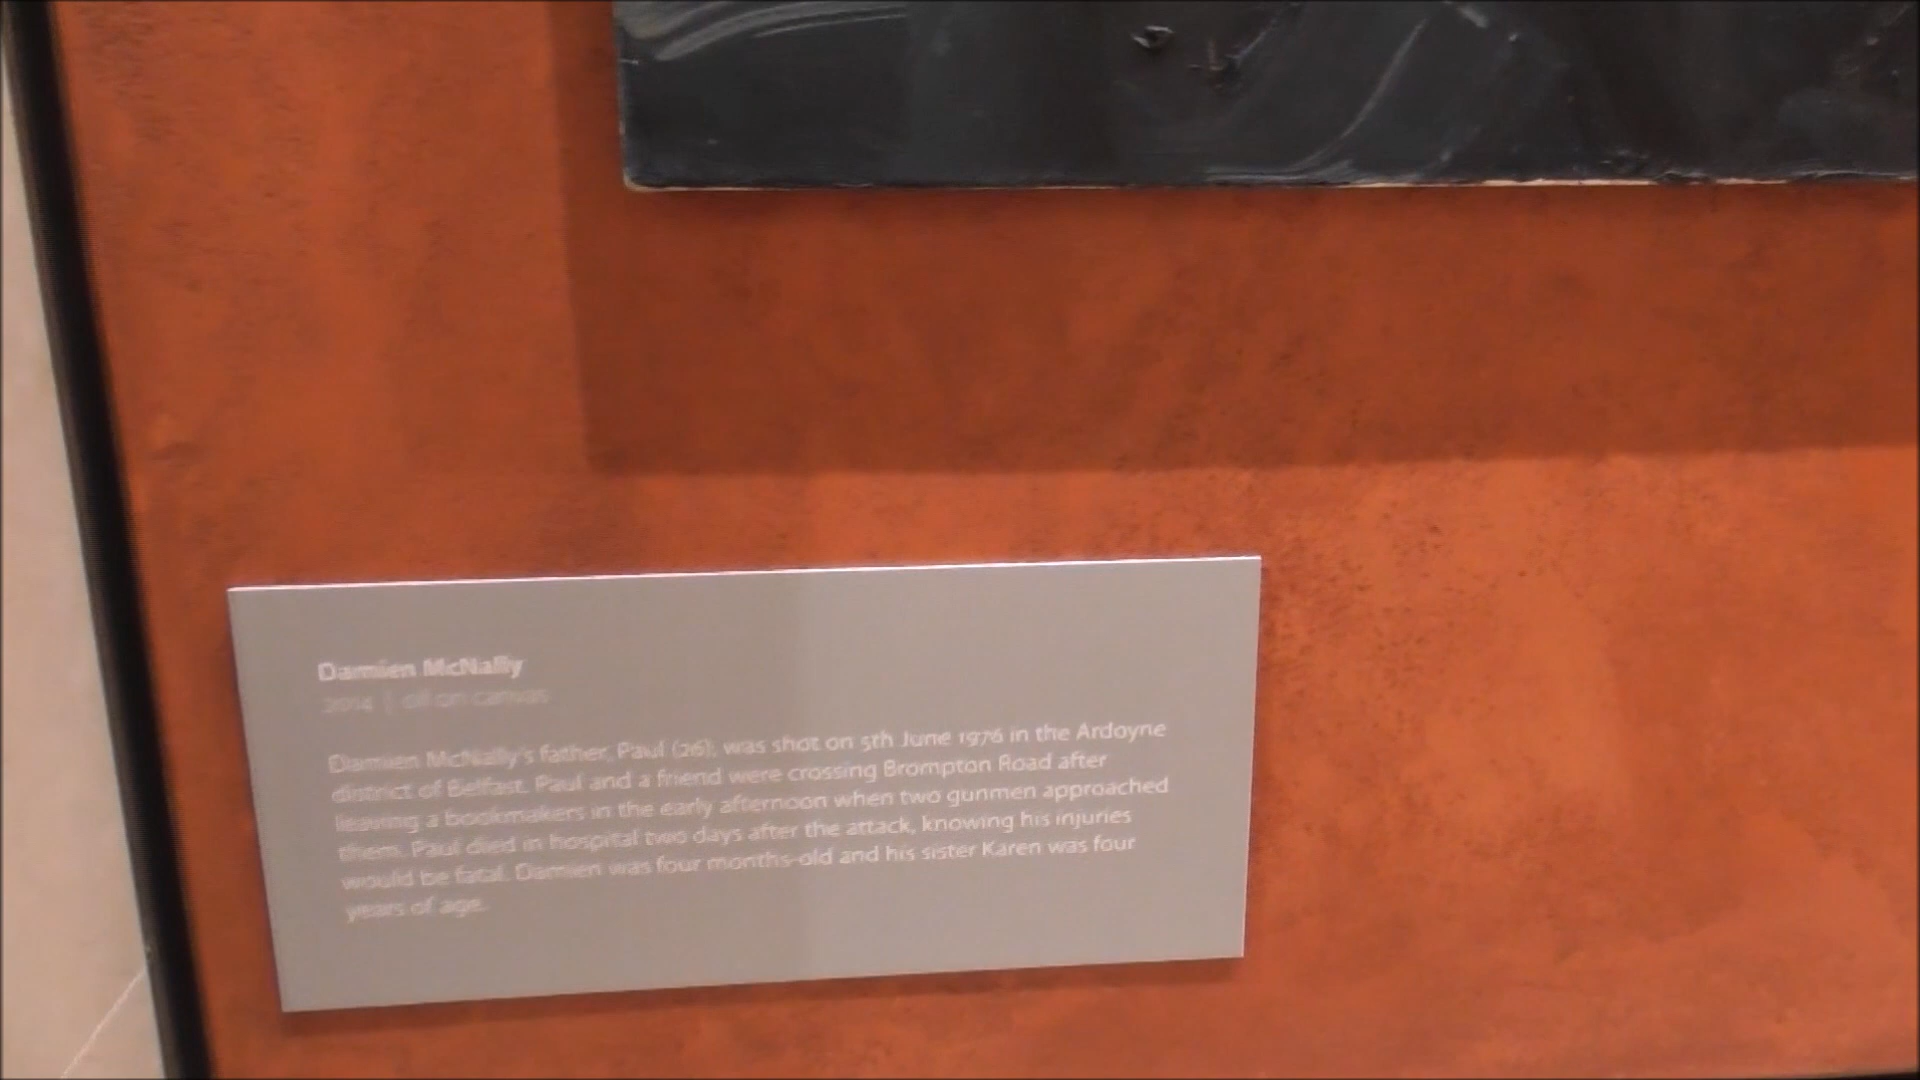 Damien McNally
2014 | oil on canvas
Damien McNally's father, Paul (26), was shot on 5th June 1976 in the Ardoyne
district of Belfast. Paul and a friend were crossing Brompton Road after
leaving a bookmakers in the early afternoon when two gunmen approached
them. Paul died in hospital two days after the attack, knowing his injuries
would be fatal. Damien was four months-old and his sister Karen was four
years of age.